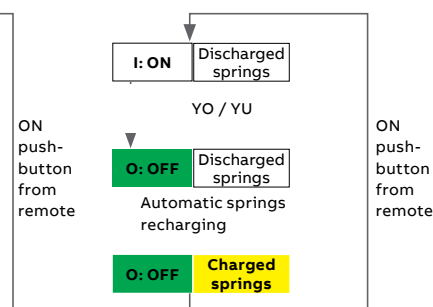 I: ON
Discharged
springs
YO / YU
ON
push-
button
from
remote
O: OFF
Discharged
springs
Automatic springs
recharging
O: OFF
Charged
springs
ON
push-
button
from
remote